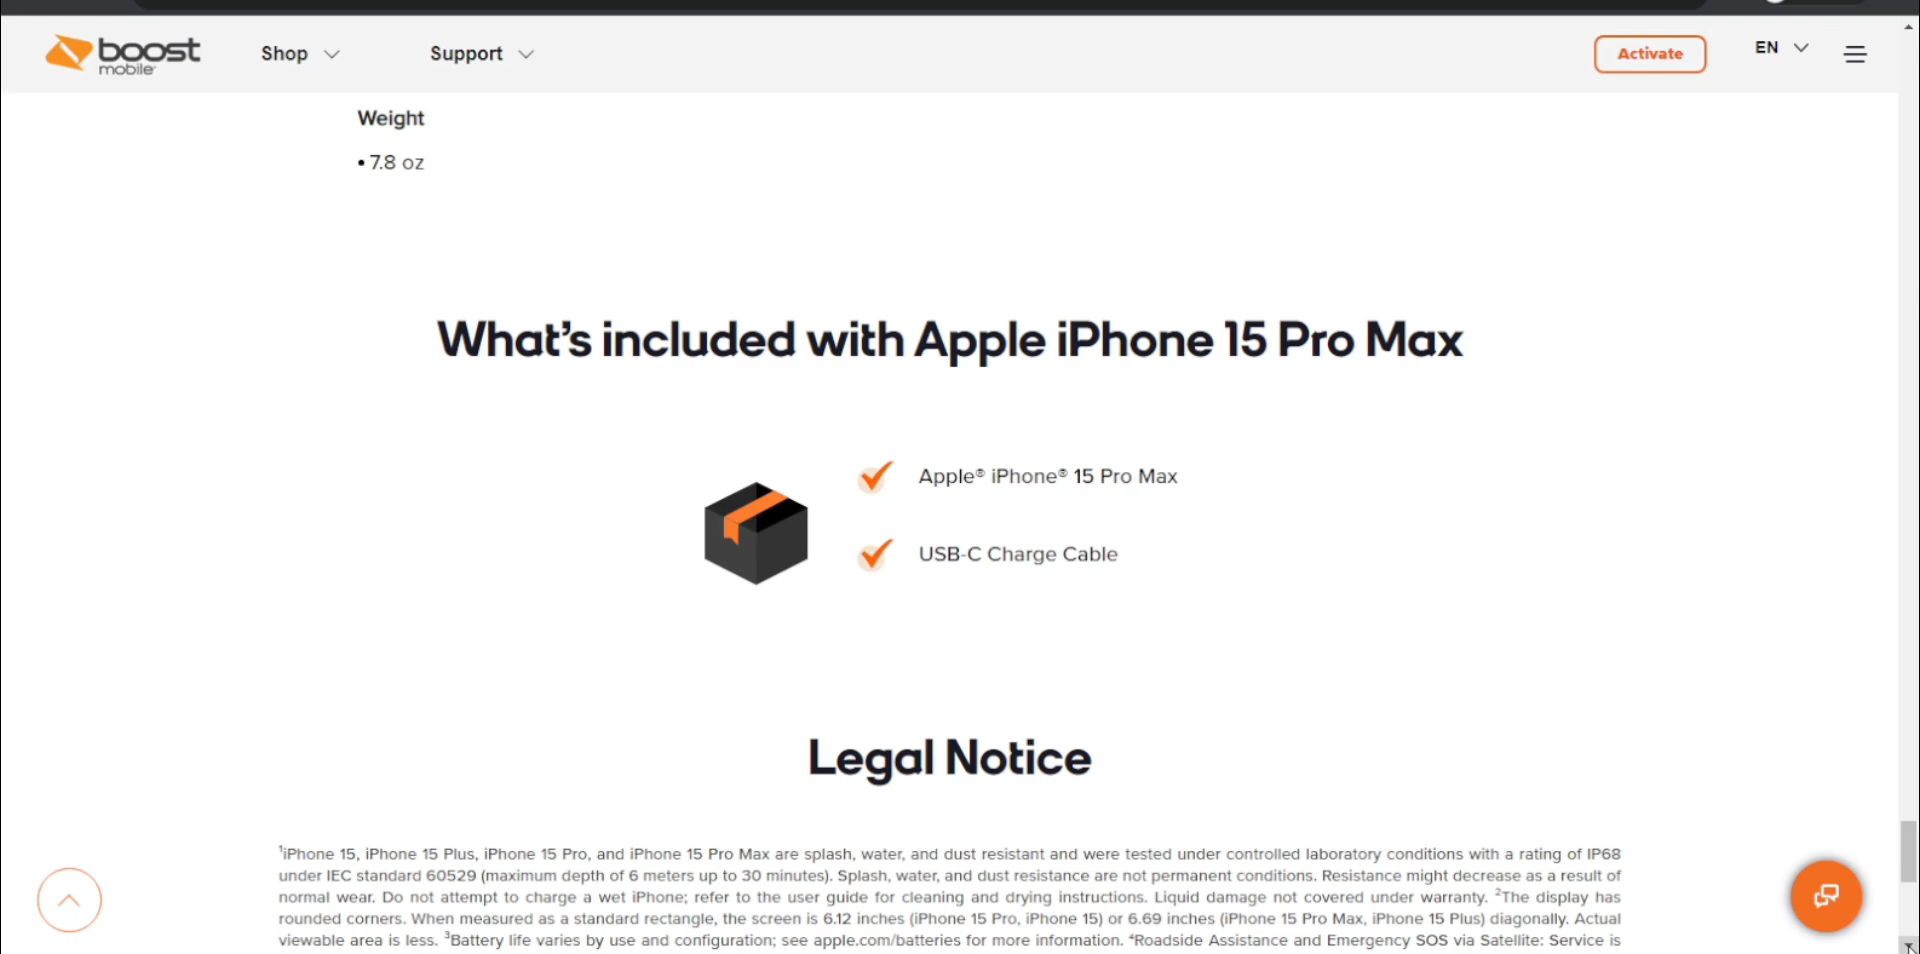 boost
mobile
Shop
Support
Activate
EN
Weight
• 7.8 oz
What's included with Apple iPhone 15 Pro Max
Apple® iPhone® 15 Pro Max
USB-C Charge Cable
Legal Notice
¹iPhone 15, iPhone 15 Plus, iPhone 15 Pro, and iPhone 15 Pro Max are splash, water, and dust resistant and were tested under controlled laboratory conditions with a rating of IP68
under IEC standard 60529 (maximum depth of 6 meters up to 30 minutes). Splash, water, and dust resistance are not permanent conditions. Resistance might decrease as a result of
normal wear. Do not attempt to charge a wet iPhone; refer to the user guide for cleaning and drying instructions. Liquid damage not covered under warranty. ²The display has
rounded corners. When measured as a standard rectangle, the screen is 6.12 inches (iPhone 15 Pro, iPhone 15) or 6.69 inches (iPhone 15 Pro Max, iPhone 15 Plus) diagonally. Actual
viewable area is less. ³Battery life varies by use and configuration; see apple.com/batteries for more information. ⁴Roadside Assistance and Emergency SOS via Satellite: Service is